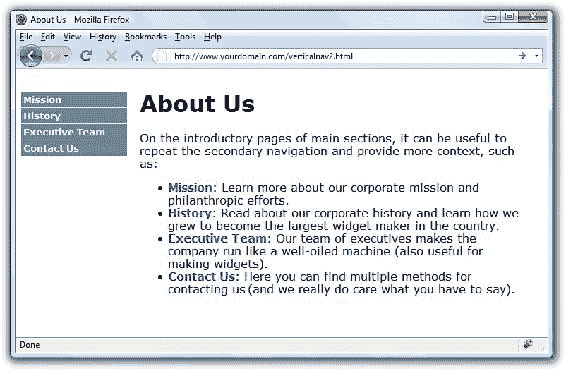 About Us - Mozilla Firefox
File Edit View History Bookmarks Tools Help
http://www.yourdomain.com/verticalnav2.html
Mission
History
Executive Team
Contact Us
About Us
On the introductory pages of main sections, it can be useful to
repeat the secondary navigation and provide more context, such
as:
• Mission: Learn more about our corporate mission and
philanthropic efforts.
• History: Read about our corporate history and learn how we
grew to become the largest widget maker in the country.
• Executive Team: Our team of executives makes the
company run like a well-oiled machine (also useful for
making widgets).
• Contact Us: Here you can find multiple methods for
contacting us (and we really do care what you have to say).
Done